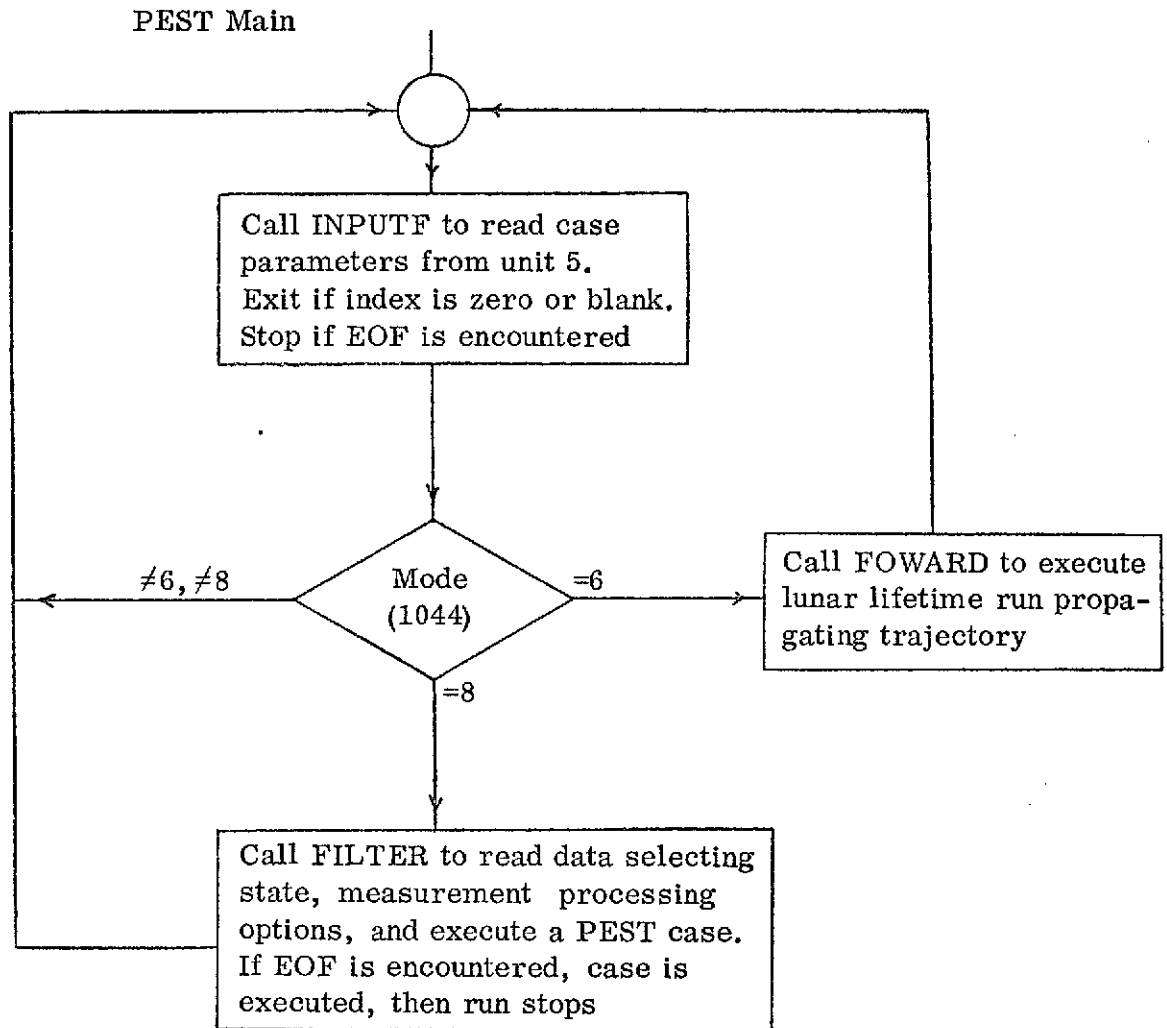 PEST Main
Call INPUTF to read case
parameters from unit 5.
Exit if index is zero or blank.
Stop if EOF is encountered
≠6, ≠8
Mode
(1044)
=6
Call FOWARD to execute
lunar lifetime run propa-
gating trajectory
=8
Call FILTER to read data selecting
state, measurement processing
options, and execute a PEST case.
If EOF is encountered, case is
executed, then run stops